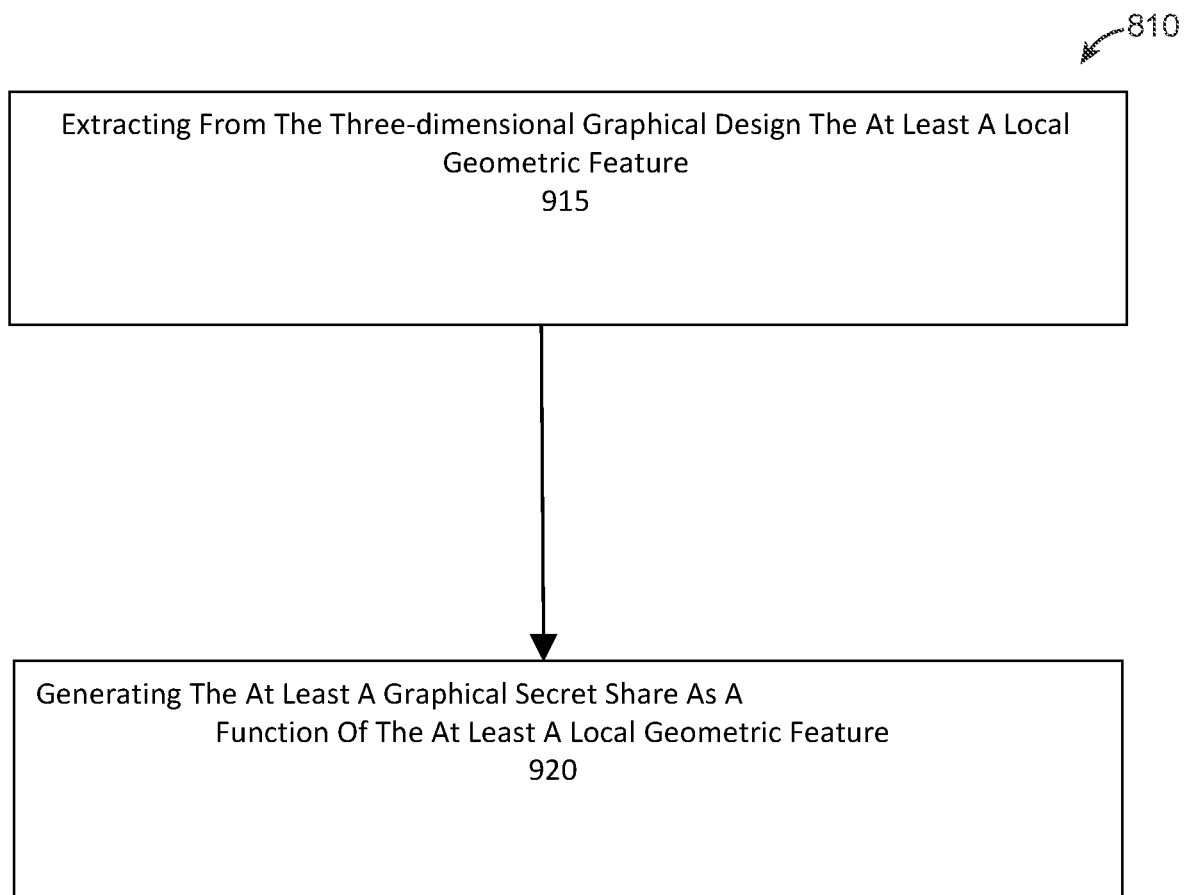 810
Extracting From The Three-dimensional Graphical Design The At Least A Local
Geometric Feature
915
Generating The At Least A Graphical Secret Share As A
Function Of The At Least A Local Geometric Feature
920